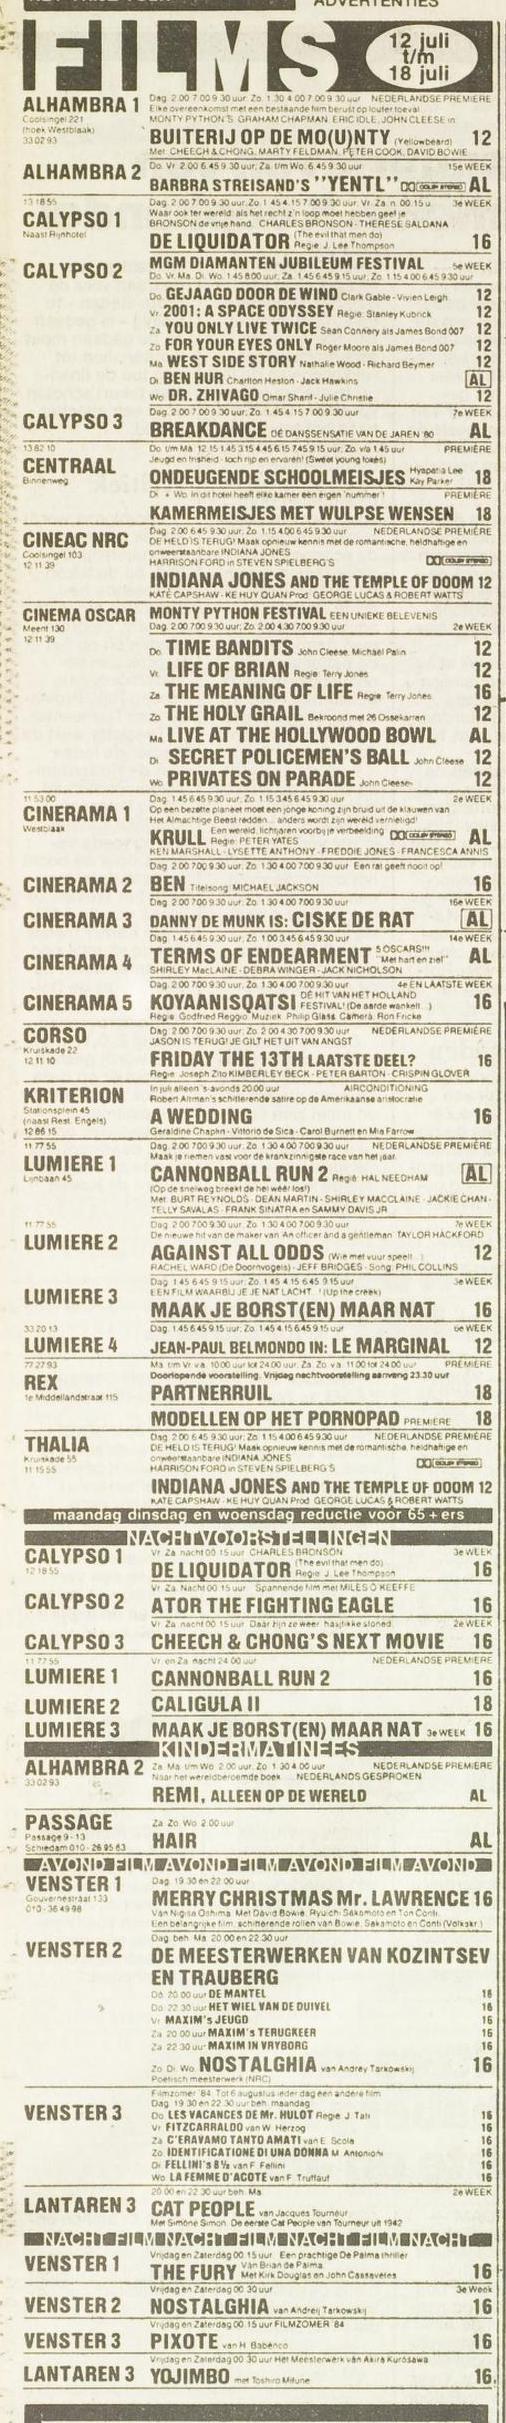 ADVERTENTIES
FILMS
12 juli
t/m
18 juli
ALHAMBRA 1
Coolsingel 221
(hoek Westblaak)
33 02 93
Dag. 2.00 7.00 9.30 uur; Zo. 1.30 4.00 7.00 9.30 uur NEDERLANDSE PREMIERE
Elke overeenkomst met een bestaande film berust op louter toeval
MONTY PYTHON'S GRAHAM CHAPMAN, ERIC IDLE, JOHN CLEESE in:
BUITERIJ OP DE MO(U)NTY (Yellowbeard) 12
Met: CHEECH & CHONG, MARTY FELDMAN, PETER COOK, DAVID BOWIE
ALHAMBRA 2
Do. Vr. 2.00 6.45 9.30 uur; Za. t/m Wo. 6.45 9.30 uur 15e WEEK
BARBRA STREISAND'S "YENTL" DOLBY STEREO AL
13 18 55
CALYPSO 1
Naast Rijnhotel
Dag. 2.00 7.00 9.30 uur; Zo. 1.45 4.15 7.00 9.30 uur; Vr. Za. n. 00.15 u. 3e WEEK
Waar ook ter wereld: als het recht z'n loop moet hebben geef je
BRONSON de vrije hand. CHARLES BRONSON - THERESE SALDANA
DE LIQUIDATOR (The evil that men do) Regie: J. Lee Thompson 16
CALYPSO 2
MGM DIAMANTEN JUBILEUM FESTIVAL 5e WEEK
Do. Vr. Ma. Di. Wo. 1.45 8.00 uur; Za. 1.45 6.45 9.15 uur; Zo. 1.15 4.00 6.45 9.30 uur
Do. GEJAAGD DOOR DE WIND Clark Gable - Vivien Leigh 12
Vr. 2001: A SPACE ODYSSEY Regie: Stanley Kubrick 12
Za. YOU ONLY LIVE TWICE Sean Connery als James Bond 007 12
Zo. FOR YOUR EYES ONLY Roger Moore als James Bond 007 12
Ma. WEST SIDE STORY Nathalie Wood - Richard Beymer 12
Di. BEN HUR Charlton Heston - Jack Hawkins AL
Wo. DR. ZHIVAGO Omar Sharif - Julie Christie 12
CALYPSO 3
Dag. 2.00 7.00 9.30 uur; Zo. 1.45 4.15 7.00 9.30 uur 7e WEEK
BREAKDANCE DÉ DANSSENSATIE VAN DE JAREN '80 AL
13 82 10
CENTRAAL
Binnenweg
Do. t/m Ma. 12.15 1.45 3.15 4.45 6.15 7.45 9.15 uur; Zo. v/a 1.45 uur PREMIÈRE
Jeugd en frisheid - toch rijp en ervaren! (Sweet young foxes)
ONDEUGENDE SCHOOLMEISJES Hyapatia Lee Kay Parker 18
Di. + Wo. In dit hotel heeft elke kamer een eigen 'nummer'! PREMIÈRE
KAMERMEISJES MET WULPSE WENSEN 18
CINEAC NRC
Coolsingel 103
12 11 39
Dag. 2.00 6.45 9.30 uur; Zo. 1.15 4.00 6.45 9.30 uur NEDERLANDSE PREMIÈRE
DE HELD IS TERUG! Maak opnieuw kennis met de romantische, heldhaftige en
onweerstaanbare INDIANA JONES
HARRISON FORD in STEVEN SPIELBERG'S DOLBY STEREO
INDIANA JONES AND THE TEMPLE OF DOOM 12
KATE CAPSHAW - KE HUY QUAN Prod. GEORGE LUCAS & ROBERT WATTS
CINEMA OSCAR
Meent 130
12 11 39
MONTY PYTHON FESTIVAL EEN UNIEKE BELEVENIS
Dag. 2.00 7.00 9.30 uur; Zo. 2.00 4.30 7.00 9.30 uur 2e WEEK
Do. TIME BANDITS John Cleese, Michael Palin 12
Vr. LIFE OF BRIAN Regie: Terry Jones 12
Za. THE MEANING OF LIFE Regie: Terry Jones 16
Zo. THE HOLY GRAIL Bekroond met 26 Ossekarren 12
Ma. LIVE AT THE HOLLYWOOD BOWL AL
Di. SECRET POLICEMEN'S BALL John Cleese 12
Wo. PRIVATES ON PARADE John Cleese 12
11 53 00
CINERAMA 1
Westblaak
Dag. 1.45 6.45 9.15 uur; Zo. 1.15 3.45 6.45 9.30 uur 2e WEEK
Op een bezette planeet moet een jonge koning zijn bruid uit de klauwen van
Het Almachtige Beest redden... anders wordt zijn wereld vernietigd!
KRULL Een wereld, lichtjaren voorbij je verbeelding Regie: PETER YATES DOLBY STEREO AL
KEN MARSHALL - LYSETTE ANTHONY - FREDDIE JONES - FRANCESCA ANNIS
CINERAMA 2
Dag. 2.00 7.00 9.30 uur; Zo. 1.30 4.00 7.00 9.30 uur Een rat geeft nooit op!
BEN Titelsong: MICHAEL JACKSON 16
CINERAMA 3
Dag. 2.00 7.00 9.30 uur; Zo. 1.30 4.00 7.00 9.30 uur 16e WEEK
DANNY DE MUNK IS: CISKE DE RAT AL
CINERAMA 4
Dag. 1.45 6.45 9.15 uur; Zo. 1.00 3.45 6.45 9.30 uur 14e WEEK
TERMS OF ENDEARMENT 5 OSCARS!!! "Met hart en ziel" AL
SHIRLEY MacLAINE - DEBRA WINGER - JACK NICHOLSON
CINERAMA 5
Dag. 2.00 7.00 9.30 uur; Zo. 1.30 4.00 7.00 9.30 uur 4e EN LAATSTE WEEK
KOYAANISQATSI DÉ HIT VAN HET HOLLAND FESTIVAL! (De aarde wankelt...) 16
Regie: Godfried Reggio. Muziek: Philip Glass. Camera: Ron Fricke
CORSO
Kruiskade 22
12 11 10
Dag. 2.00 7.00 9.30 uur; Zo. 2.00 4.30 7.00 9.30 uur NEDERLANDSE PREMIÈRE
JASON IS TERUG! JE GILT HET UIT VAN ANGST
FRIDAY THE 13TH LAATSTE DEEL? 16
Regie: Joseph Zito KIMBERLEY BECK - PETER BARTON - CRISPIN GLOVER
KRITERION
Stationsplein 45
(naast Rest. Engels)
12 86 15
In juli alleen 's-avonds 20.00 uur AIRCONDITIONING
Robert Altman's schitterende satire op de Amerikaanse aristocratie
A WEDDING 16
Geraldine Chaplin - Vittorio de Sica - Carol Burnett en Mia Farrow
11 77 55
LUMIERE 1
Lijnbaan 45
Dag. 2.00 7.00 9.30 uur; Zo. 1.30 4.00 7.00 9.30 uur NEDERLANDSE PREMIÈRE
Maak je riemen vast voor de krankzinnigste race van het jaar.
CANNONBALL RUN 2 Regie: HAL NEEDHAM AL
(Op de snelweg breekt de hel weer los!)
Met: BURT REYNOLDS - DEAN MARTIN - SHIRLEY MACCLAINE - JACKIE CHAN -
TELLY SAVALAS - FRANK SINATRA en SAMMY DAVIS JR
11 77 55
LUMIERE 2
Dag. 2.00 7.00 9.30 uur; Zo. 1.30 4.00 7.00 9.30 uur 7e WEEK
De nieuwe hit van de maker van An officer and a gentleman TAYLOR HACKFORD
AGAINST ALL ODDS (Wie met vuur speelt...) 12
RACHEL WARD (De Doornvogels) - JEFF BRIDGES - Song: PHIL COLLINS
LUMIERE 3
Dag. 1.45 6.45 9.15 uur; Zo. 1.45 4.15 6.45 9.15 uur 3e WEEK
EEN FILM WAARBIJ JE JE NAT LACHT...! (Up the creek)
MAAK JE BORST(EN) MAAR NAT 16
33 20 13
LUMIERE 4
Dag. 1.45 6.45 9.15 uur; Zo. 1.45 4.15 6.45 9.15 uur 6e WEEK
JEAN-PAUL BELMONDO IN: LE MARGINAL 12
77 27 93
REX
1e Middellandstraat 115
Ma. t/m Vr. v.a. 10.00 uur tot 24.00 uur. Za. Zo. v.a. 11.00 tot 24.00 uur PREMIÈRE
Doorlopende voorstelling. Vrijdag nachtvoorstelling aanvang 23.30 uur
PARTNERRUIL 18
MODELLEN OP HET PORNOPAD PREMIÈRE 18
THALIA
Kruiskade 55
11 15 55
Dag. 2.00 6.45 9.30 uur; Zo. 1.15 4.00 6.45 9.30 uur NEDERLANDSE PREMIÈRE
DE HELD IS TERUG! Maak opnieuw kennis met de romantische, heldhaftige en
onweerstaanbare INDIANA JONES
HARRISON FORD in STEVEN SPIELBERG'S DOLBY STEREO
INDIANA JONES AND THE TEMPLE OF DOOM 12
KATE CAPSHAW - KE HUY QUAN Prod. GEORGE LUCAS & ROBERT WATTS
maandag dinsdag en woensdag reductie voor 65 + ers
NACHTVOORSTELLINGEN
CALYPSO 1
12 18 55
Vr. Za. nacht 00.15 uur CHARLES BRONSON 3e WEEK
DE LIQUIDATOR (The evil that men do) Regie: J. Lee Thompson 16
CALYPSO 2
Vr. Za. Nacht 00.15 uur Spannende film met MILES O KEEFFE
ATOR THE FIGHTING EAGLE 16
CALYPSO 3
Vr. Za. nacht 00.15 uur Daar zijn ze weer: hasjikke stoned. 2e WEEK
CHEECH & CHONG'S NEXT MOVIE 16
11 77 55
LUMIERE 1
Vr. en Za. nacht 24.00 uur NEDERLANDSE PREMIÈRE
CANNONBALL RUN 2 16
LUMIERE 2
CALIGULA II 18
LUMIERE 3
MAAK JE BORST(EN) MAAR NAT 3e WEEK 16
KINDERMATINEES
ALHAMBRA 2
33 02 93
Za. Ma. t/m Wo. 2.00 uur; Zo. 1.30 4.00 uur NEDERLANDSE PREMIÈRE
Naar het wereldberoemde boek NEDERLANDS GESPROKEN
REMI, ALLEEN OP DE WERELD AL
PASSAGE
Passage 9 - 13
Schiedam 010 - 26 95 63
Za. Zo. Wo. 2.00 uur
HAIR AL
AVOND FILM AVOND FILM AVOND FILM AVOND
VENSTER 1
Gouvernestraat 133
010 - 36 49 98
Dag. 19.30 en 22.00 uur
MERRY CHRISTMAS Mr. LAWRENCE 16
Van Nigisa Oshima. Met David Bowie, Ryuichi Sakamoto en Ton Conti.
Een belangrijke film, schitterende rollen van Bowie, Sakamoto en Conti (Volkskr.)
VENSTER 2
Dag. beh. Ma. 20.00 en 22.30 uur
DE MEESTERWERKEN VAN KOZINTSEV
EN TRAUBERG
Do. 20.00 uur DE MANTEL 16
Do. 22.30 uur HET WIEL VAN DE DUIVEL 16
Vr. MAXIM's JEUGD 16
Za. 20.00 uur MAXIM's TERUGKEER 16
Za. 22.30 uur MAXIM IN VRYBORG 16
Zo. Di. Wo. NOSTALGHIA van Andrey Tarkowskij 16
Poëtisch meesterwerk (NRC)
VENSTER 3
Filmzomer '84. Tot 6 augustus ieder dag een andere film
Dag. 19.30 en 22.00 uur beh. maandag
Do. LES VACANCES DE Mr. HULOT Regie: J. Tati 16
Vr. FITZCARRALDO van W. Herzog 16
Za. C'ERAVAMO TANTO AMATI van E. Scola 16
Zo. IDENTIFICATIONE DI UNA DONNA M. Antonioni 16
Di. FELLINI's 8½ van F. Fellini 16
Wo. LA FEMME D'ACOTE van F. Truffaut 16
LANTAREN 3
20.00 en 22.30 uur beh. Ma. 2e WEEK
CAT PEOPLE van Jacques Tourneur
Met Simone Simon. De eerste Cat People van Tourneur uit 1942
NACHT FILM NACHT FILM NACHT FILM NACHT
VENSTER 1
Vrijdag en Zaterdag 00.15 uur. Een prachtige De Palma thriller
THE FURY Van Brian de Palma. Met Kirk Douglas en John Cassavetes 16
VENSTER 2
Vrijdag en Zaterdag 00.30 uur 3e Week
NOSTALGHIA van Andreij Tarkowskij 16
VENSTER 3
Vrijdag en Zaterdag 00.15 uur FILMZOMER '84
PIXOTE van H. Babenco 16
LANTAREN 3
Vrijdag en Zaterdag 00.30 uur Het Meesterwerk van Akira Kurosawa
YOJIMBO met Toshiro Mifune 16